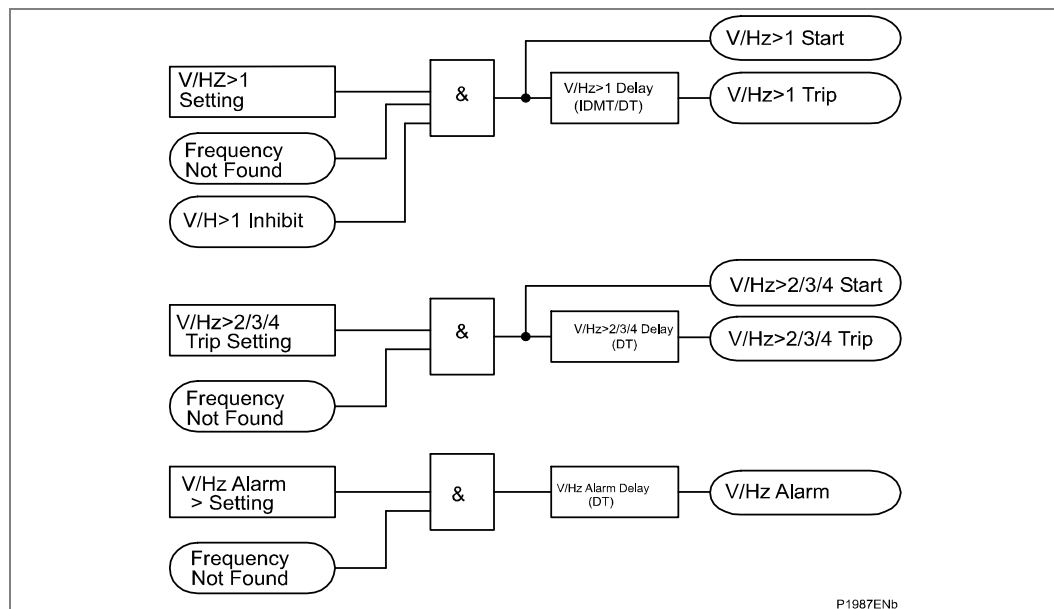 V/Hz>1 Start
V/HZ>1
Setting
&
V/Hz>1 Delay
(IDMT/DT)
V/Hz>1 Trip
Frequency
Not Found
V/H>1 Inhibit
V/Hz>2/3/4 Start
V/Hz>2/3/4
Trip Setting
&
V/Hz>2/3/4 Delay
(DT)
V/Hz>2/3/4 Trip
Frequency
Not Found
V/Hz Alarm
> Setting
&
V/Hz Alarm Delay
(DT)
V/Hz Alarm
Frequency
Not Found
P1987ENb